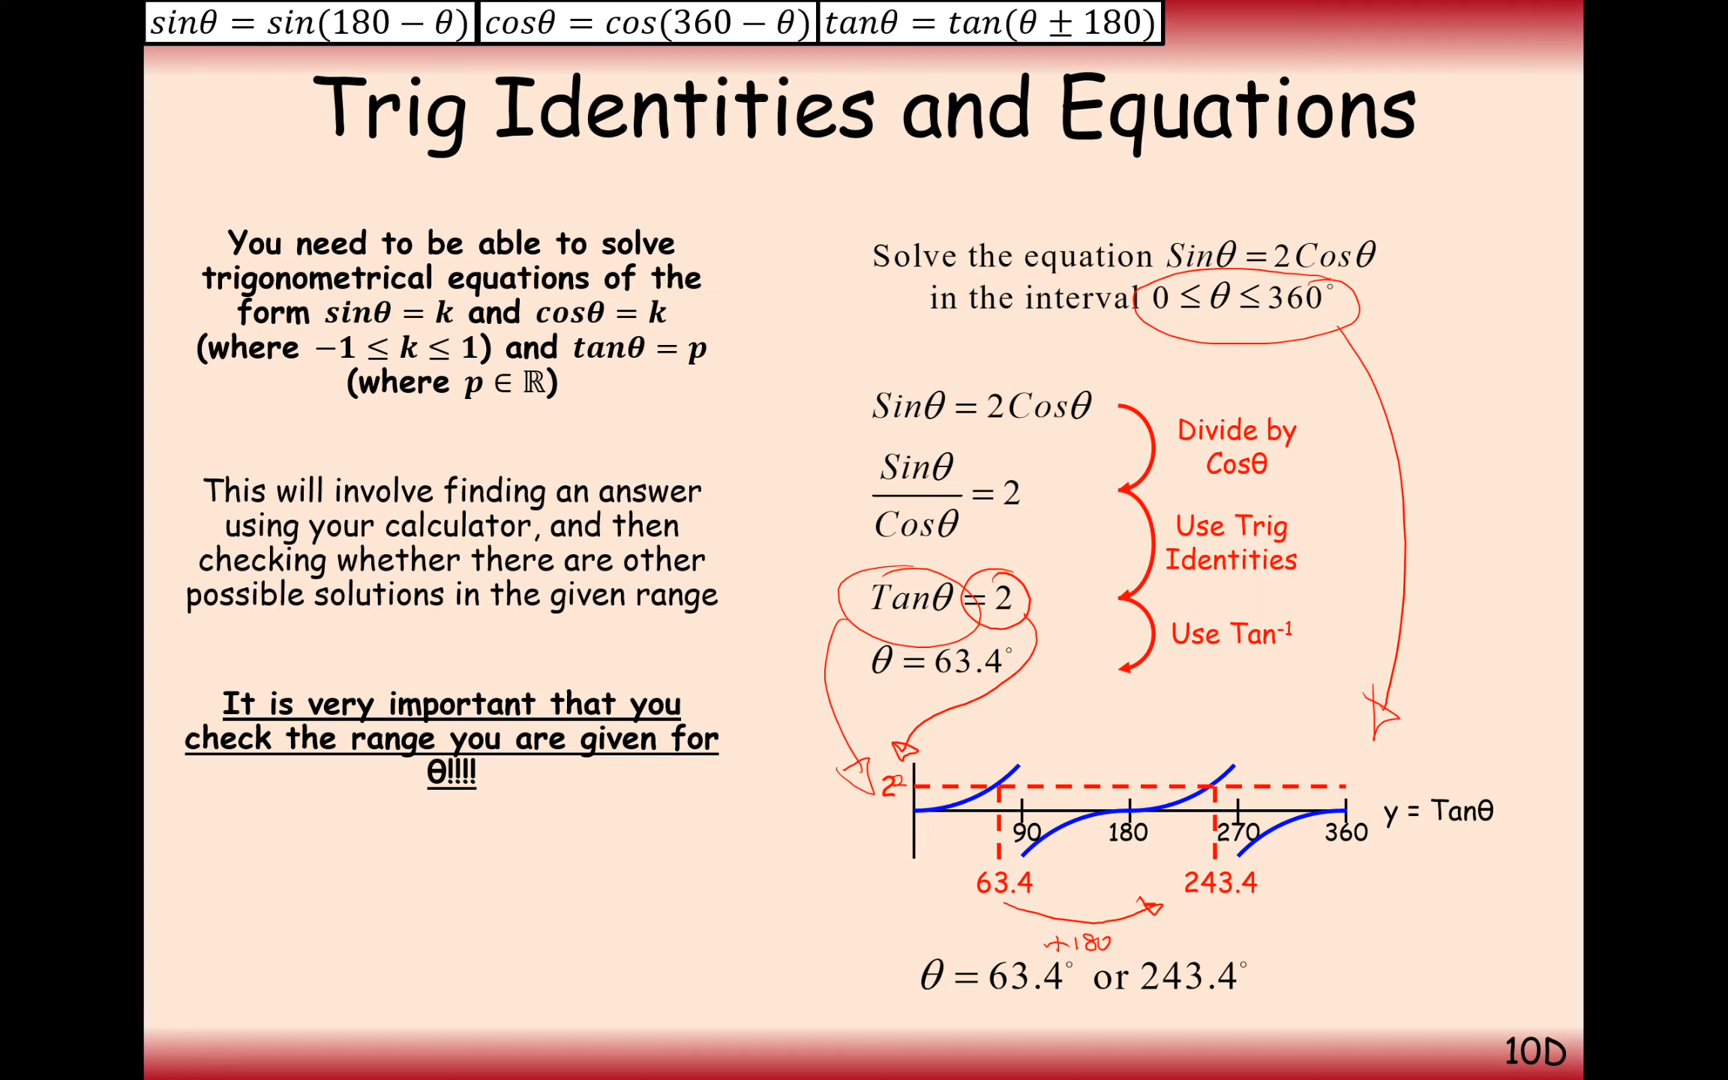 sinθ = sin(180 − θ) cosθ = cos(360 − θ) tanθ = tan(θ ± 180)
Trig Identities and Equations
You need to be able to solve
trigonometrical equations of the
form sinθ = k and cosθ = k
(where −1 ≤ k ≤ 1) and tanθ = p
(where p ∈ ℝ)
This will involve finding an answer
using your calculator, and then
checking whether there are other
possible solutions in the given range
It is very important that you
check the range you are given for
θ!!!!
Solve the equation Sinθ = 2Cosθ
in the interval 0 ≤ θ ≤ 360°
Sinθ = 2Cosθ
Sinθ
Cosθ
= 2
Tanθ = 2
θ = 63.4°
Divide by
Cosθ
Use Trig
Identities
Use Tan⁻¹
2 2
90 180 270 360
y = Tanθ
63.4 243.4
+180
θ = 63.4° or 243.4°
10D